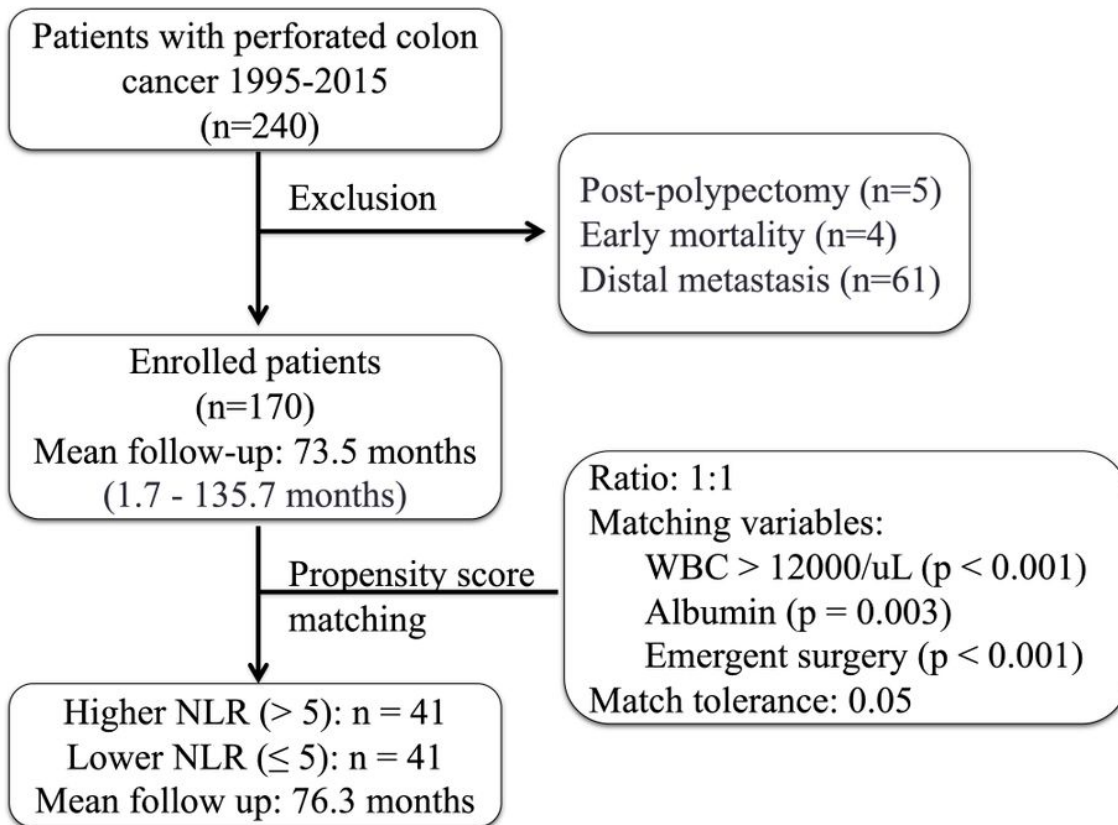 Patients with perforated colon
cancer 1995-2015
(n=240)
Exclusion
Post-polypectomy (n=5)
Early mortality (n=4)
Distal metastasis (n=61)
Enrolled patients
(n=170)
Mean follow-up: 73.5 months
(1.7 - 135.7 months)
Propensity score
matching
Ratio: 1:1
Matching variables:
WBC > 12000/uL (p < 0.001)
Albumin (p = 0.003)
Emergent surgery (p < 0.001)
Match tolerance: 0.05
Higher NLR (> 5): n = 41
Lower NLR (≤ 5): n = 41
Mean follow up: 76.3 months